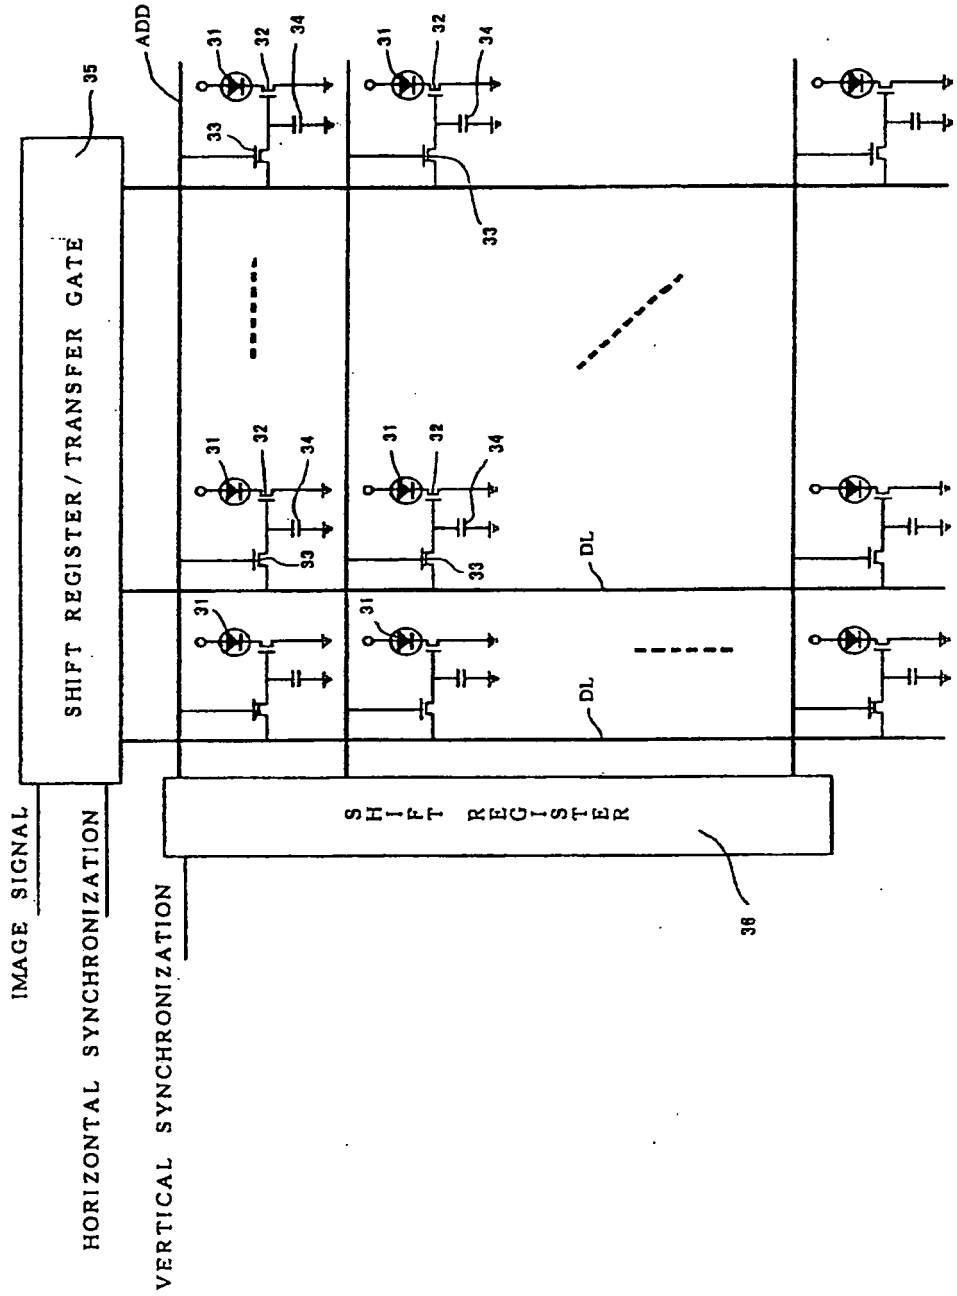 IMAGE SIGNAL
HORIZONTAL SYNCHRONIZATION
VERTICAL SYNCHRONIZATION
SHIFT REGISTER/TRANSFER GATE
35
SHIFT REGISTER
36
ADD
31
32
33
34
31
32
34
33
31
32
34
33
31
32
34
33
31
31
DL
DL